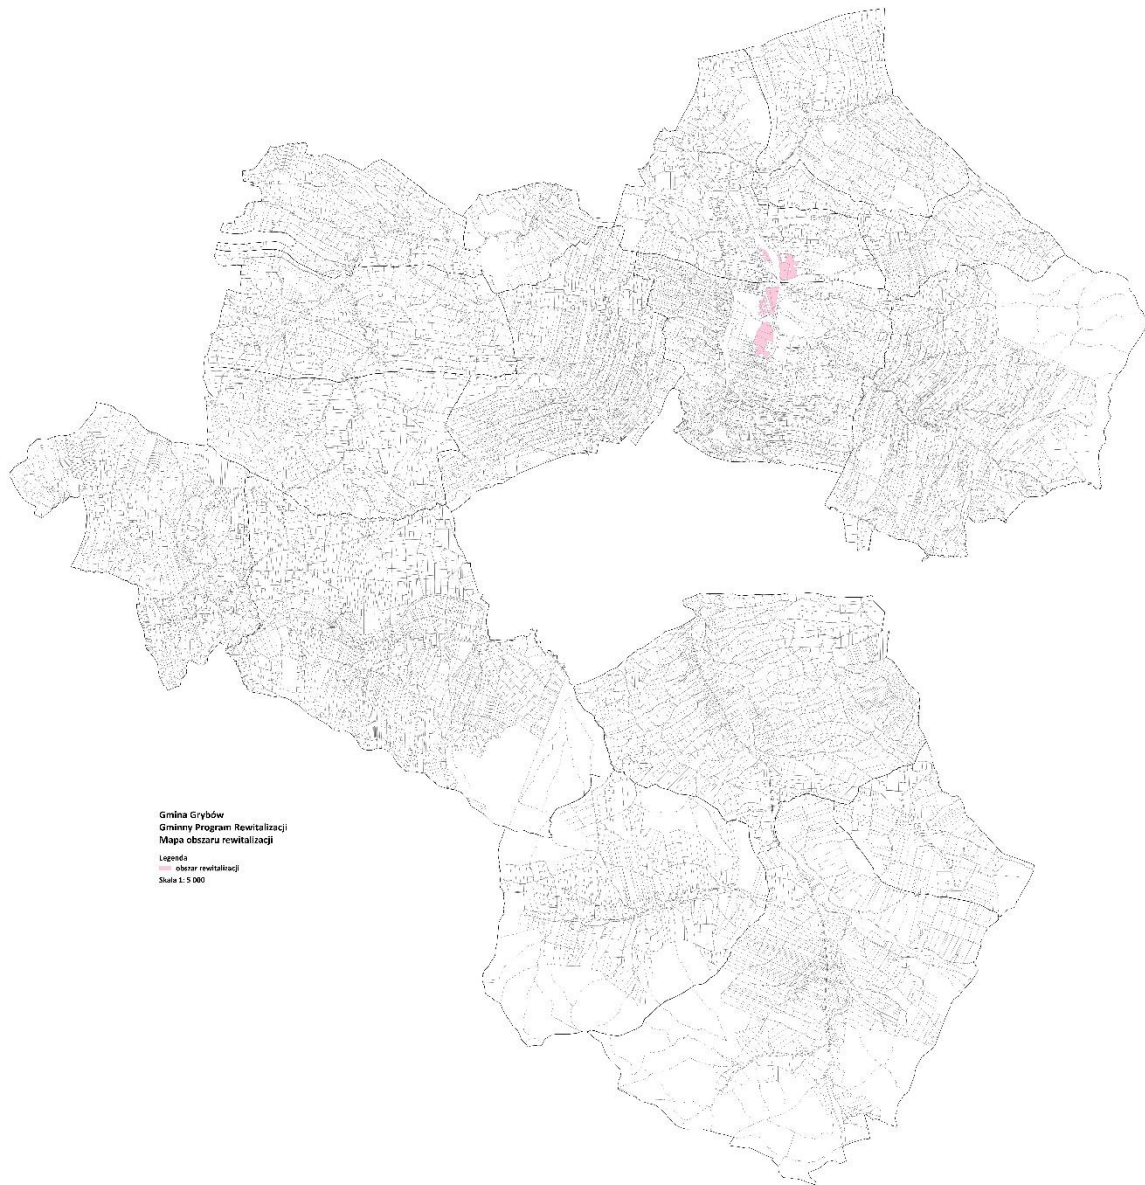 Gmina Grybów
Gminny Program Rewitalizacji
Mapa obszaru rewitalizacji
Legenda
obszar rewitalizacji
Skala 1: 5 000